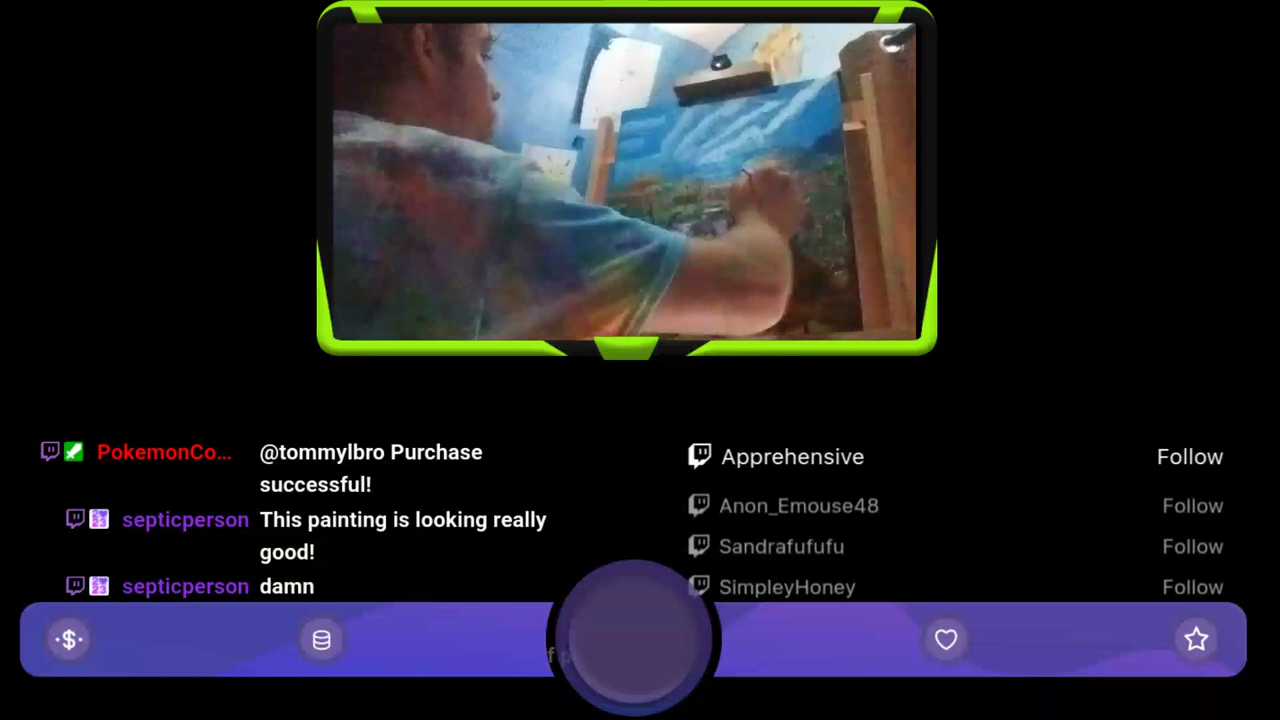 PokemonCo... @tommylbro Purchase
successful!
septicperson This painting is looking really
good!
septicperson damn
Apprehensive Follow
Anon_Emouse48 Follow
Sandrafufufu Follow
SimpleyHoney Follow